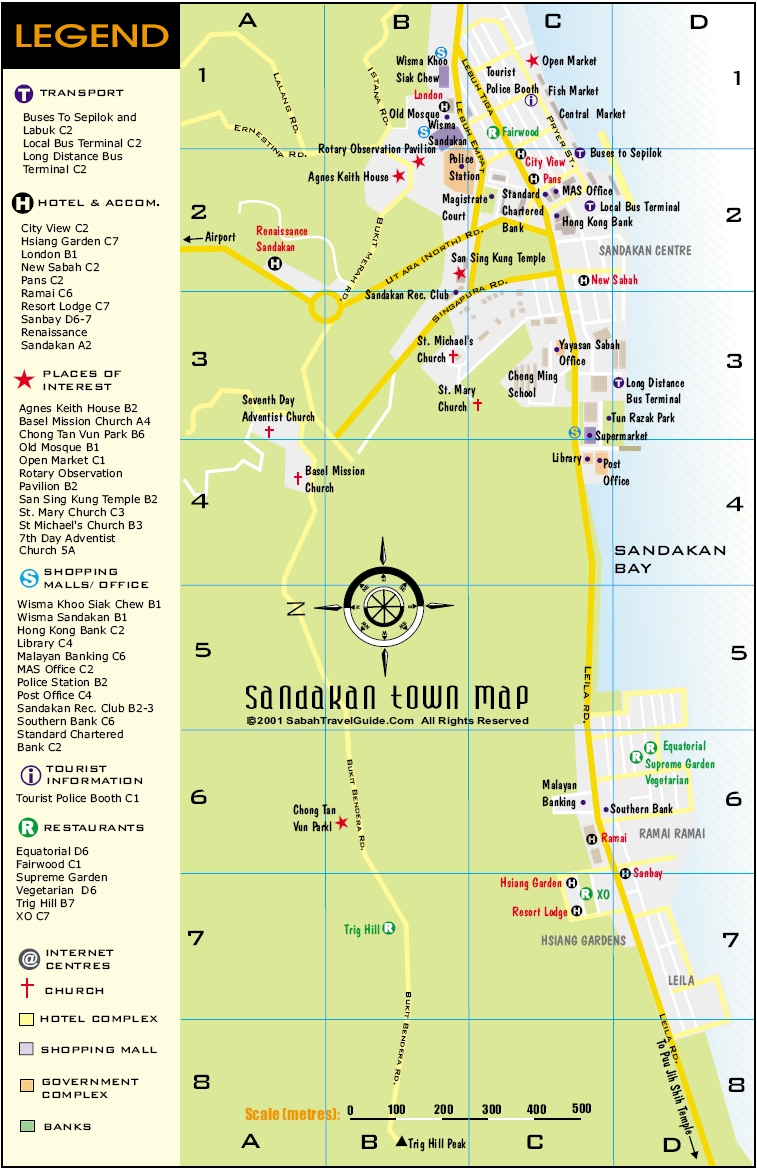 LEGEND
TRANSPORT
Buses To Sepilok and
Labuk C2
Local Bus Terminal C2
Long Distance Bus
Terminal C2
HOTEL & ACCOM.
City View C2
Hsiang Garden C7
London B1
New Sabah C2
Pans C2
Ramai C6
Resort Lodge C7
Sanbay D6-7
Renaissance
Sandakan A2
PLACES OF
INTEREST
Agnes Keith House B2
Basel Mission Church A4
Chong Tan Vun Park B6
Old Mosque B1
Open Market C1
Rotary Observation
Pavilion B2
San Sing Kung Temple B2
St. Mary Church C3
St Michael's Church B3
7th Day Adventist
Church 5A
SHOPPING
MALLS/ OFFICE
Wisma Khoo Siak Chew B1
Wisma Sandakan B1
Hong Kong Bank C2
Library C4
Malayan Banking C6
MAS Office C2
Police Station B2
Post Office C4
Sandakan Rec. Club B2-3
Southern Bank C6
Standard Chartered
Bank C2
TOURIST
INFORMATION
Tourist Police Booth C1
RESTAURANTS
Equatorial D6
Fairwood C1
Supreme Garden
Vegetarian D6
Trig Hill B7
XO C7
@ INTERNET
CENTRES
CHURCH
HOTEL COMPLEX
SHOPPING MALL
GOVERNMENT
COMPLEX
BANKS
A B C D
1 1
Wisma Khoo
Siak Chew
London
Old Mosque
Wisma
Sandakan
LEBUH TIGA
LEBUH EMPAT
Tourist
Police Booth
Open Market
Fish Market
Central Market
PRYER ST.
Fairwood
LALANG RD.
ISTANA RD.
ERNESTINA RD.
Rotary Observation Pavilion
Agnes Keith House
Police
Station
City View
Pans
Buses to Sepilok
Magistrate
Court
Standard
Chartered
Bank
MAS Office
Local Bus Terminal
Hong Kong Bank
2 2
Airport
Renaissance
Sandakan
BUKIT MERAH RD.
UTARA (NORTH) RD.
SANDAKAN CENTRE
San Sing Kung Temple
New Sabah
Sandakan Rec. Club
SINGAPURA RD.
3 3
St. Michael's
Church
St. Mary
Church
Cheng Ming
School
Yayasan Sabah
Office
Long Distance
Bus Terminal
Tun Razak Park
Supermarket
Seventh Day
Adventist Church
Library
Post
Office
Basel Mission
Church
4 4
SANDAKAN
BAY
N
5 5
LEILA RD.
Sandakan Town Map
©2001 SabahTravelGuide.Com All Rights Reserved
Equatorial
Supreme Garden
Vegetarian
BUKIT BENDERA RD.
Malayan
Banking
Southern Bank
6 6
Chong Tan
Vun Parkl
RAMAI RAMAI
Ramai
Sanbay
Hsiang Garden
XO
Resort Lodge
Trig Hill
HSIANG GARDENS
7 7
LEILA
BUKIT BENDERA RD.
LEILA RD.
To Puu Jih Shih Temple
8 8
Scale (metres): 0 100 200 300 400 500
A B C D
Trig Hill Peak